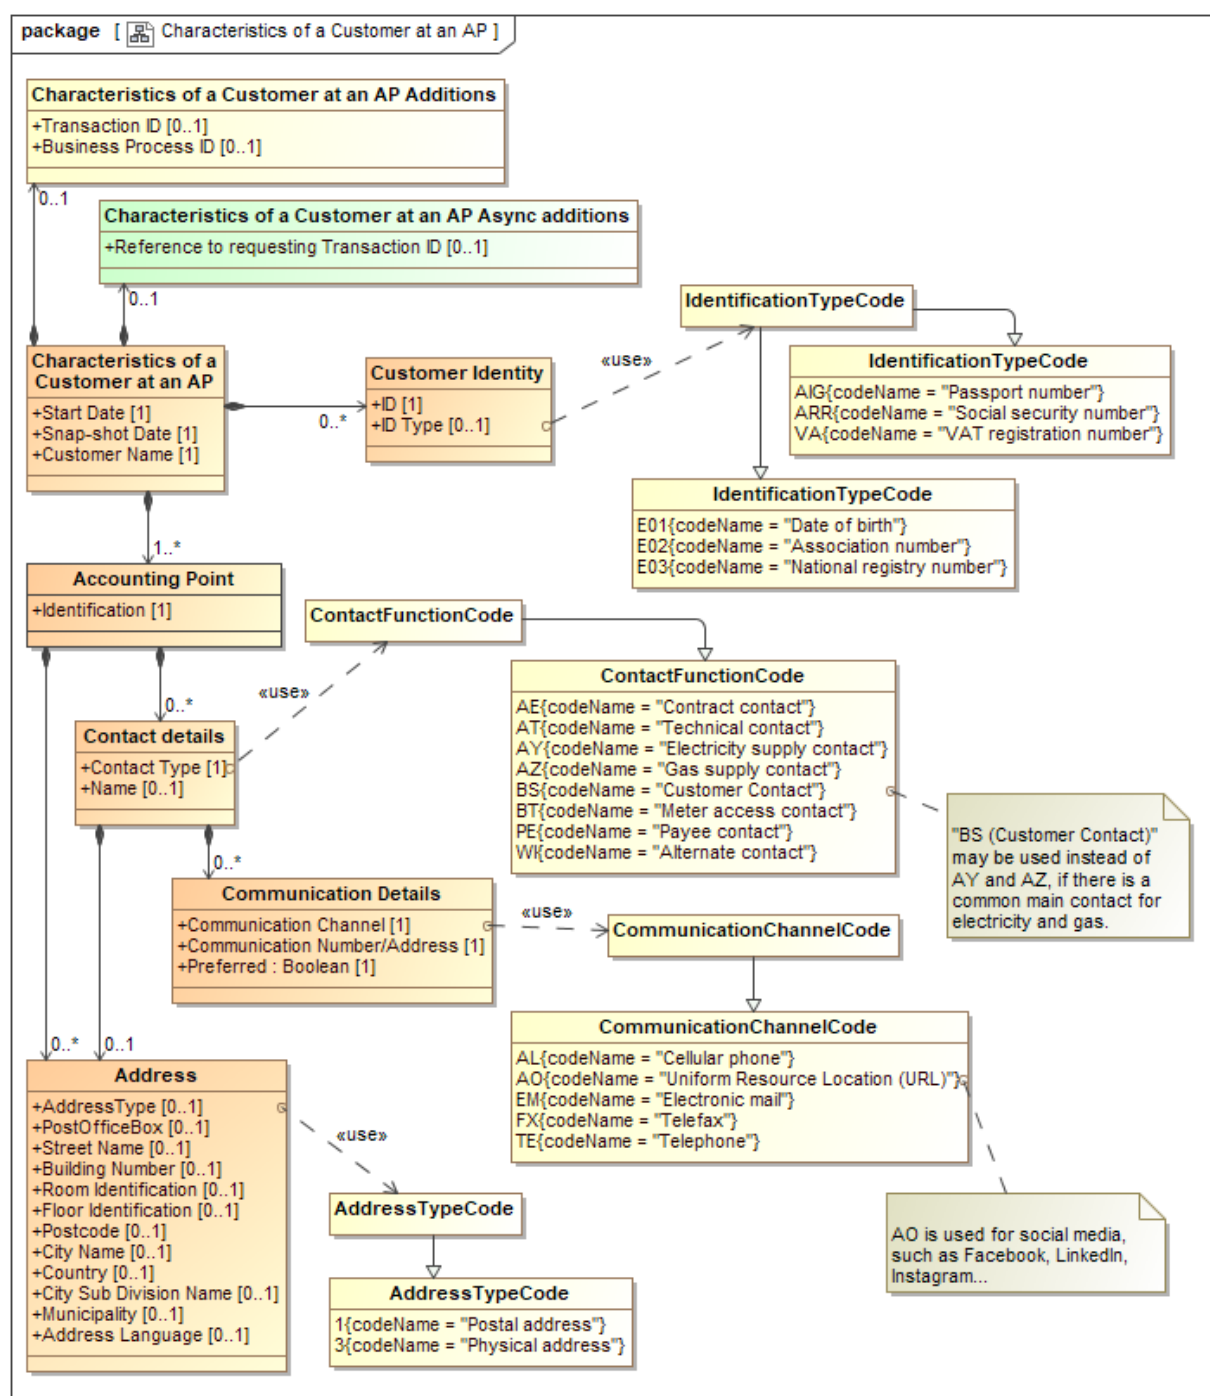 package [ Characteristics of a Customer at an AP ]
Characteristics of a Customer at an AP Additions
+Transaction ID [0..1]
+Business Process ID [0..1]
0..1
Characteristics of a Customer at an AP Async additions
+Reference to requesting Transaction ID [0..1]
0..1
Characteristics of a
Customer at an AP
+Start Date [1]
+Snap-shot Date [1]
+Customer Name [1]
0..*
Customer Identity
+ID [1]
+ID Type [0..1]
«use»
IdentificationTypeCode
IdentificationTypeCode
AIG{codeName = "Passport number"}
ARR{codeName = "Social security number"}
VA{codeName = "VAT registration number"}
IdentificationTypeCode
E01{codeName = "Date of birth"}
E02{codeName = "Association number"}
E03{codeName = "National registry number"}
1..*
Accounting Point
+Identification [1]
ContactFunctionCode
«use»
0..*
Contact details
+Contact Type [1]
+Name [0..1]
ContactFunctionCode
AE{codeName = "Contract contact"}
AT{codeName = "Technical contact"}
AY{codeName = "Electricity supply contact"}
AZ{codeName = "Gas supply contact"}
BS{codeName = "Customer Contact"}
BT{codeName = "Meter access contact"}
PE{codeName = "Payee contact"}
WI{codeName = "Alternate contact"}
"BS (Customer Contact)"
may be used instead of
AY and AZ, if there is a
common main contact for
electricity and gas.
0..*
Communication Details
+Communication Channel [1]
+Communication Number/Address [1]
+Preferred : Boolean [1]
«use»
CommunicationChannelCode
CommunicationChannelCode
AL{codeName = "Cellular phone"}
AO{codeName = "Uniform Resource Location (URL)"}
EM{codeName = "Electronic mail"}
FX{codeName = "Telefax"}
TE{codeName = "Telephone"}
AO is used for social media,
such as Facebook, LinkedIn,
Instagram...
0..*
0..1
Address
+AddressType [0..1]
+PostOfficeBox [0..1]
+Street Name [0..1]
+Building Number [0..1]
+Room Identification [0..1]
+Floor Identification [0..1]
+Postcode [0..1]
+City Name [0..1]
+Country [0..1]
+City Sub Division Name [0..1]
+Municipality [0..1]
+Address Language [0..1]
«use»
AddressTypeCode
AddressTypeCode
1{codeName = "Postal address"}
3{codeName = "Physical address"}